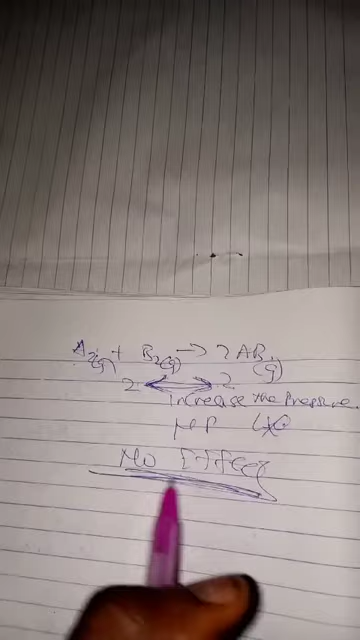 A₂(g) + B₂(g) → 2AB(g)
2 ↔ 2
increase the Pressure
No Effect